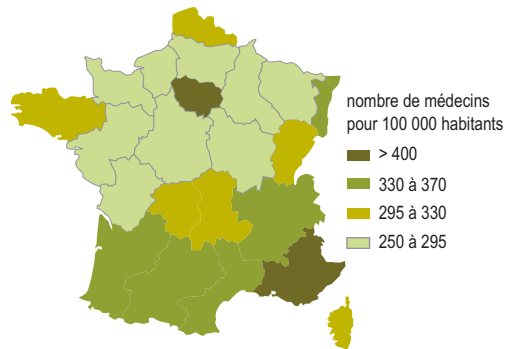 nombre de médecins
pour 100 000 habitants
> 400
330 à 370
295 à 330
250 à 295